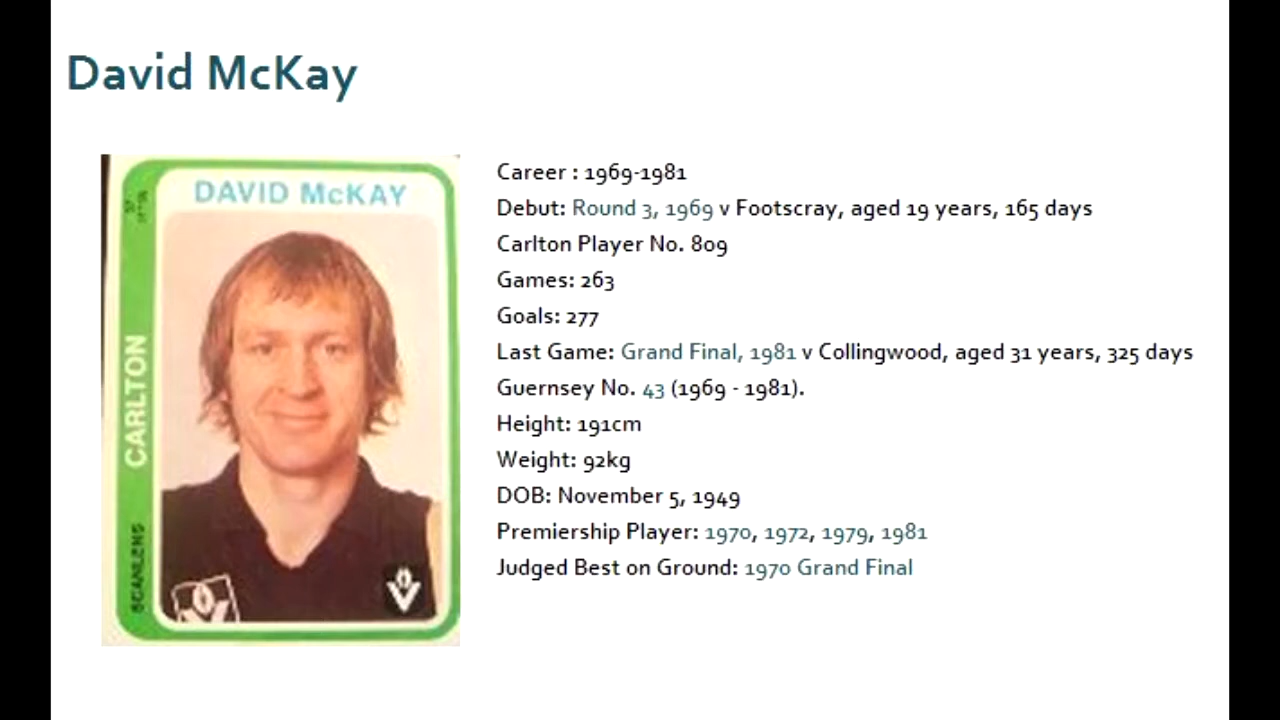 David McKay
DAVID McKAY
CARLTON
SCANLENS
Career : 1969-1981
Debut: Round 3, 1969 v Footscray, aged 19 years, 165 days
Carlton Player No. 809
Games: 263
Goals: 277
Last Game: Grand Final, 1981 v Collingwood, aged 31 years, 325 days
Guernsey No. 43 (1969 - 1981).
Height: 191cm
Weight: 92kg
DOB: November 5, 1949
Premiership Player: 1970, 1972, 1979, 1981
Judged Best on Ground: 1970 Grand Final